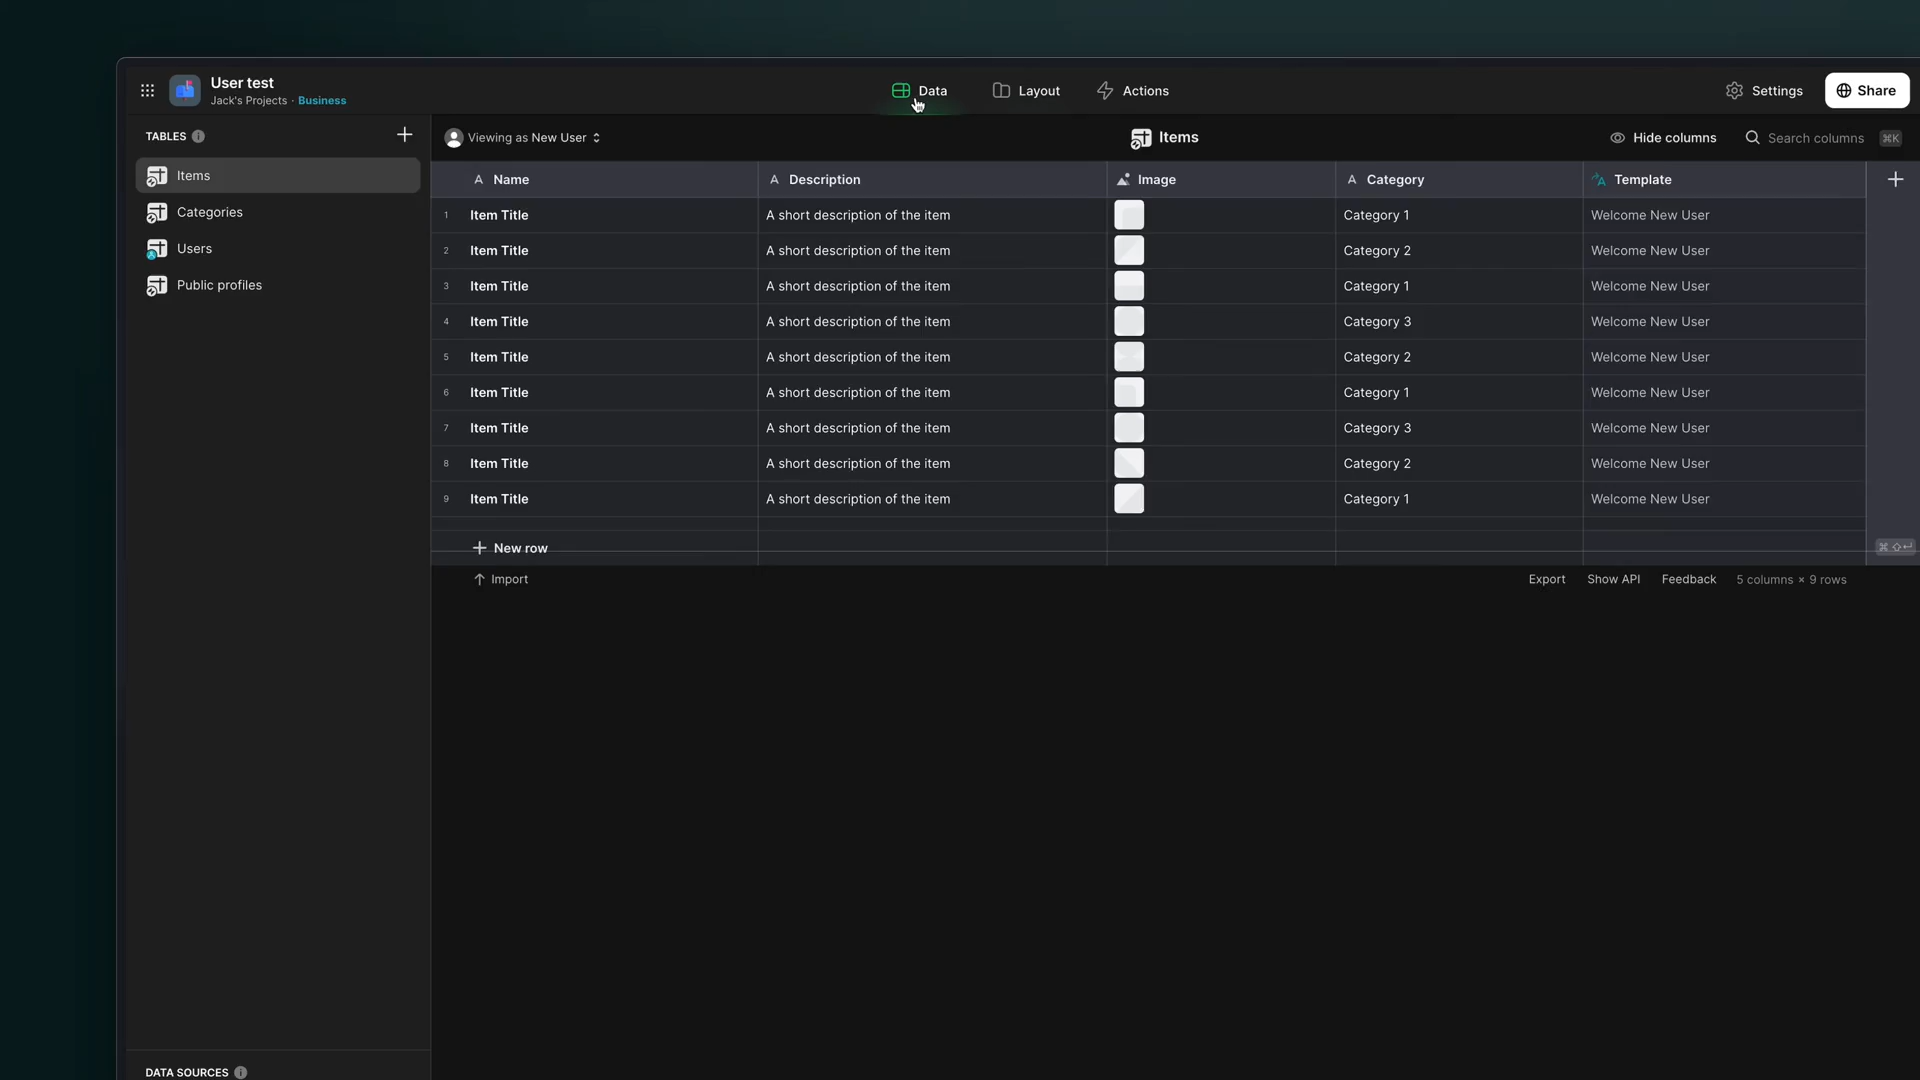 User test
Jack's Projects · Business
Data
Layout
Actions
Settings
Share
TABLES
Items
Categories
Users
Public profiles
DATA SOURCES
Viewing as New User
Items
Hide columns
Search columns ⌘K
A Name A Description Image A Category A Template
1 Item Title A short description of the item Category 1 Welcome New User
2 Item Title A short description of the item Category 2 Welcome New User
3 Item Title A short description of the item Category 1 Welcome New User
4 Item Title A short description of the item Category 3 Welcome New User
5 Item Title A short description of the item Category 2 Welcome New User
6 Item Title A short description of the item Category 1 Welcome New User
7 Item Title A short description of the item Category 3 Welcome New User
8 Item Title A short description of the item Category 2 Welcome New User
9 Item Title A short description of the item Category 1 Welcome New User
+ New row ⌘ ⇧↵
Import
Export Show API Feedback 5 columns × 9 rows